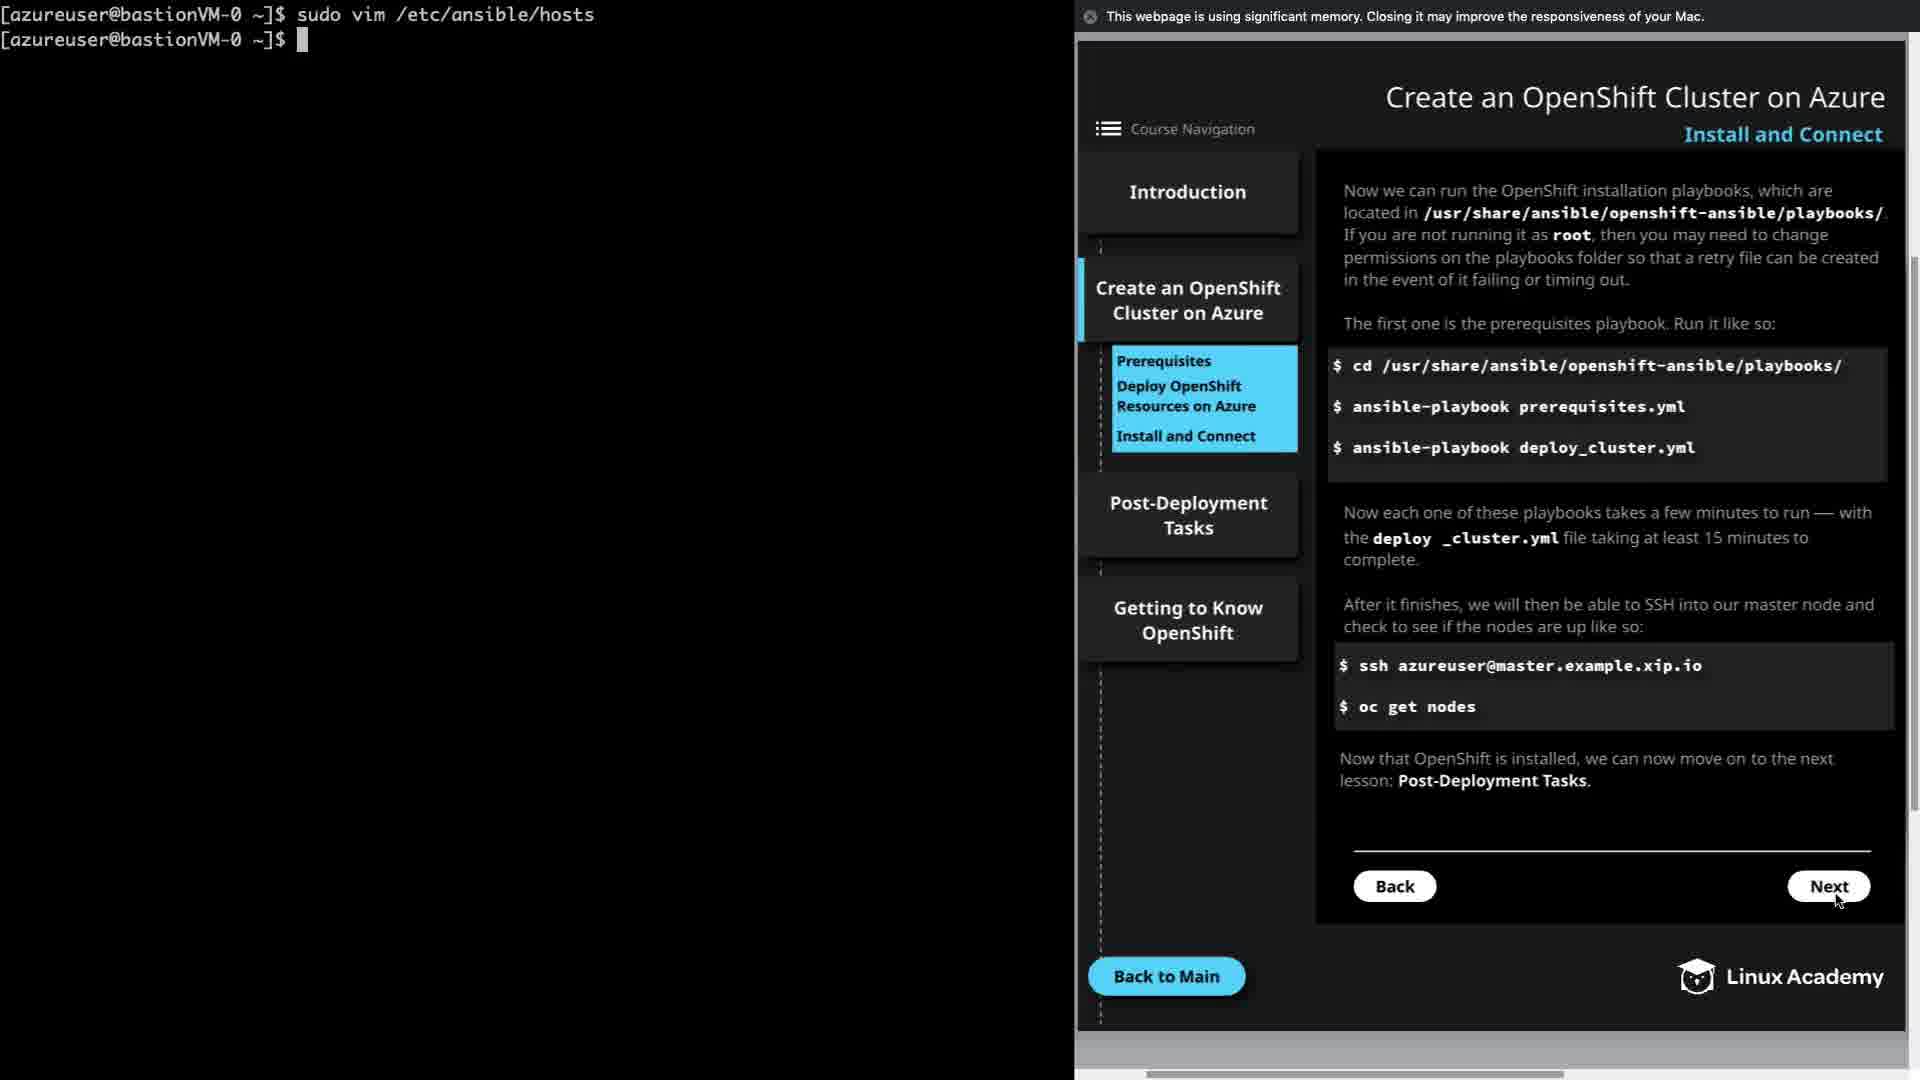 [azureuser@bastionVM-0 ~]$ sudo vim /etc/ansible/hosts
[azureuser@bastionVM-0 ~]$
This webpage is using significant memory. Closing it may improve the responsiveness of your Mac.
Create an OpenShift Cluster on Azure
Install and Connect
Course Navigation
Introduction
Create an OpenShift
Cluster on Azure
Prerequisites
Deploy OpenShift
Resources on Azure
Install and Connect
Post-Deployment
Tasks
Getting to Know
OpenShift
Now we can run the OpenShift installation playbooks, which are
located in /usr/share/ansible/openshift-ansible/playbooks/.
If you are not running it as root, then you may need to change
permissions on the playbooks folder so that a retry file can be created
in the event of it failing or timing out.
The first one is the prerequisites playbook. Run it like so:
$ cd /usr/share/ansible/openshift-ansible/playbooks/
$ ansible-playbook prerequisites.yml
$ ansible-playbook deploy_cluster.yml
Now each one of these playbooks takes a few minutes to run — with
the deploy _cluster.yml file taking at least 15 minutes to
complete.
After it finishes, we will then be able to SSH into our master node and
check to see if the nodes are up like so:
$ ssh azureuser@master.example.xip.io
$ oc get nodes
Now that OpenShift is installed, we can now move on to the next
lesson: Post-Deployment Tasks.
Back
Next
Back to Main
Linux Academy